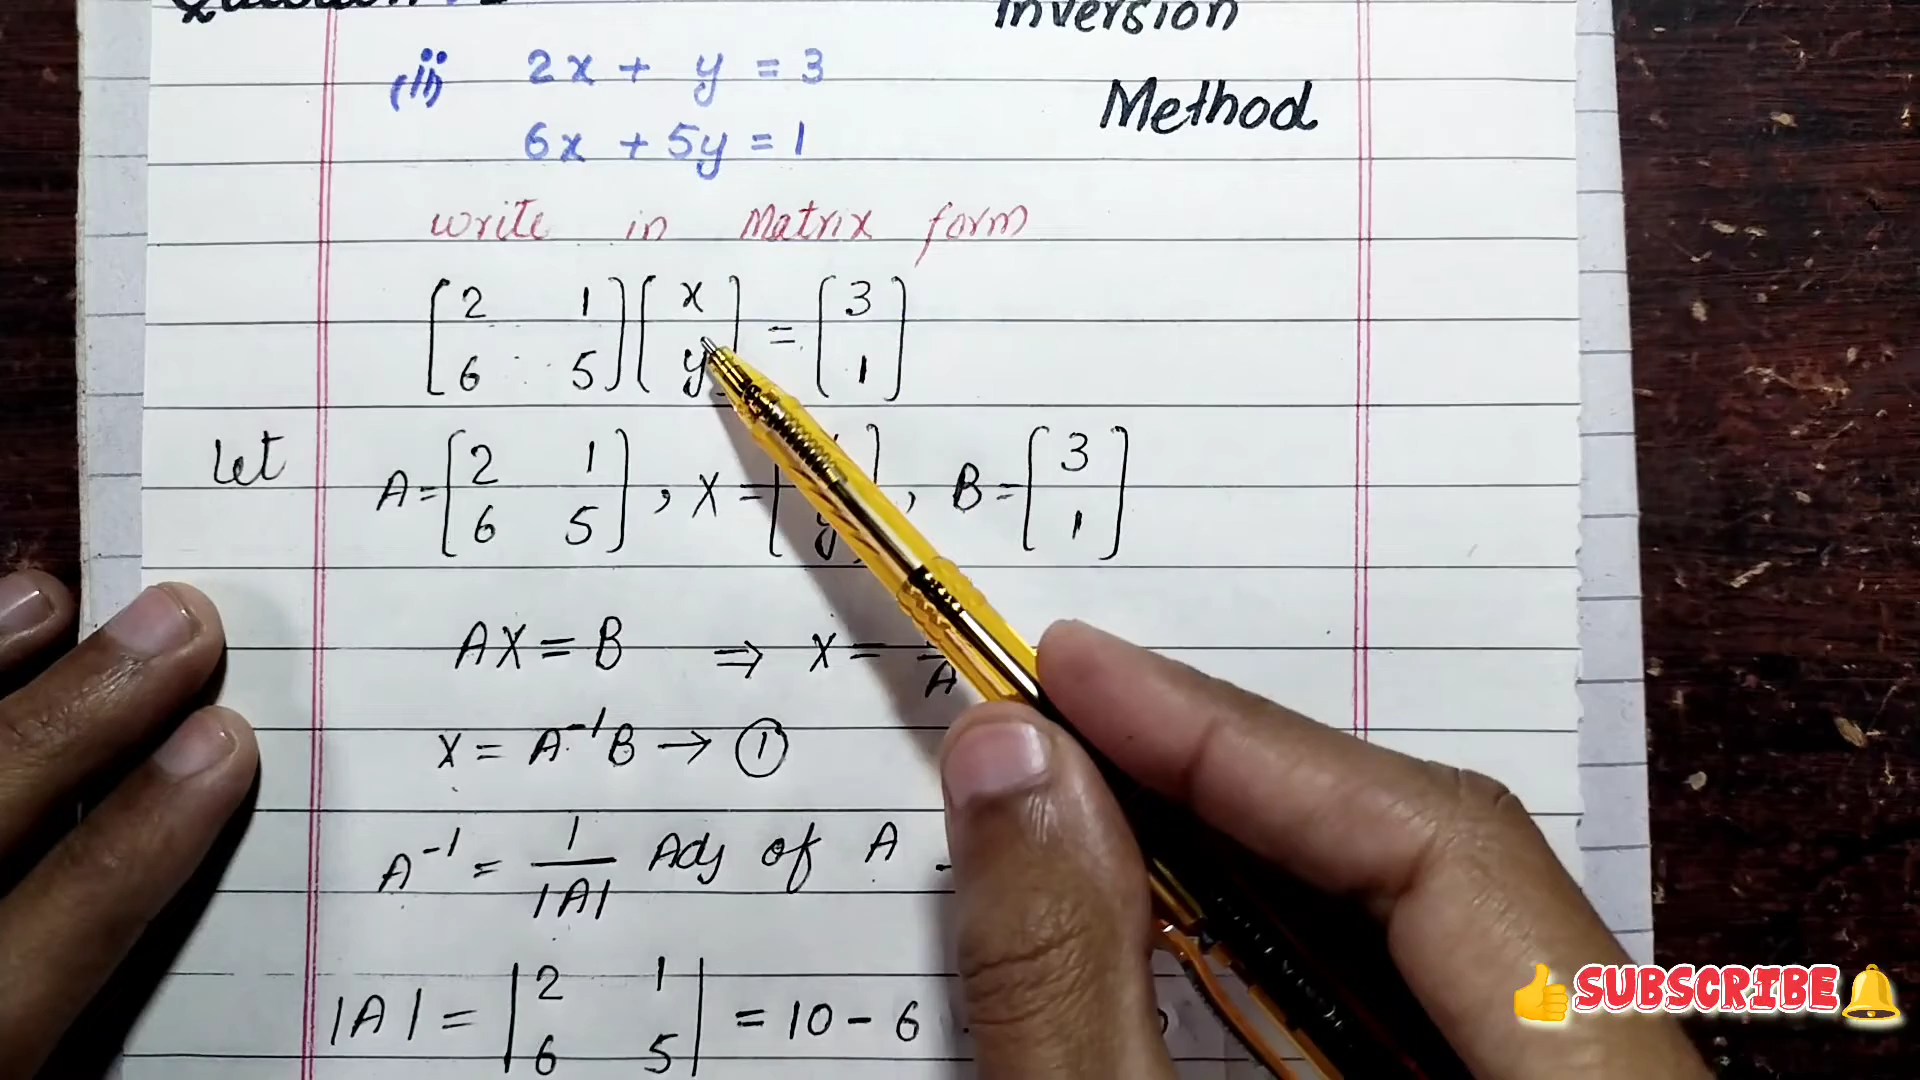 Inversion
(ii) 2x + y = 3
Method
6x + 5y = 1
write in Matrix form
[2 1
6 5] [x
y] = [3
1]
Let A = [2 1
6 5], X = [
y], B = [3
1]
AX = B ⇒ X = /A
X = A⁻¹B → ①
A⁻¹ = 1/|A| Adj of A
|A| = |2 1
6 5| = 10 - 6
👍SUBSCRIBE🔔